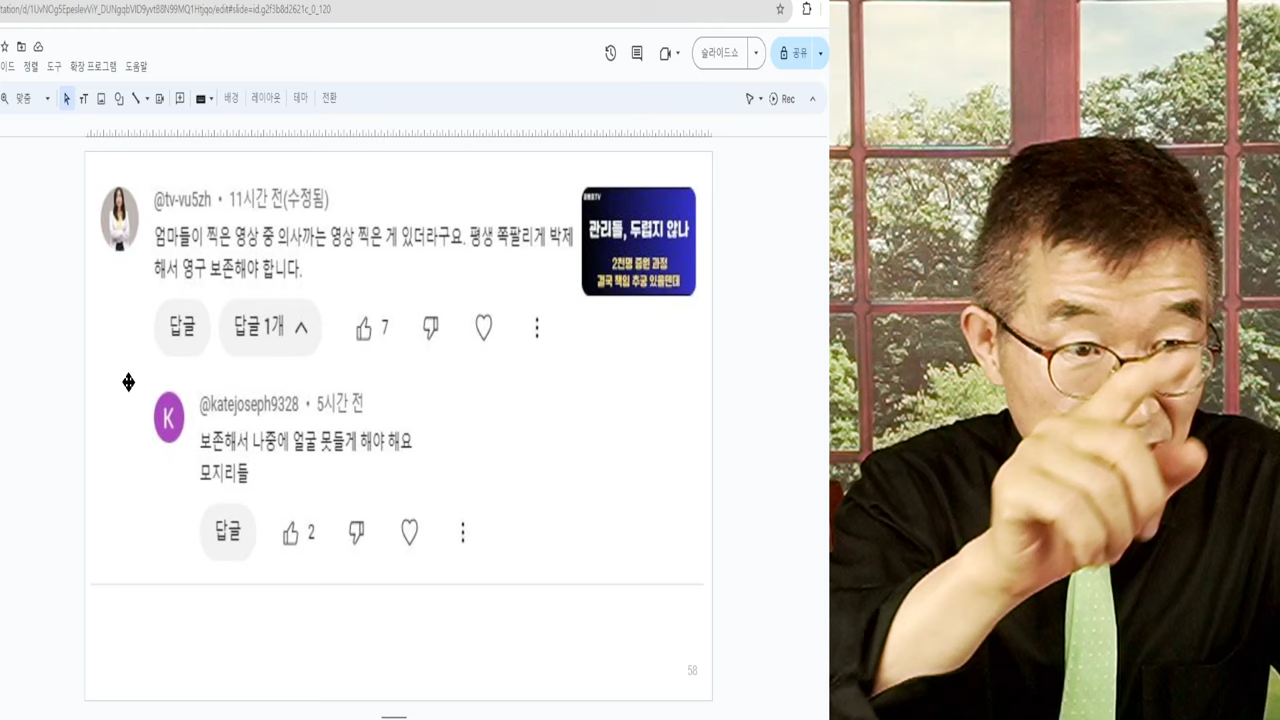 tation/d/1UvNOg5EpeslevViY_DUNgqbVID9yvtB8N99MQ1Htjqo/edit#slide=id.g2f3b8d2621c_0_120
이드 정렬 도구 확장 프로그램 도움말
슬라이드쇼
공유
맞춤
배경 레이아웃 테마 전환
Rec
@tv-vu5zh • 11시간 전(수정됨)
엄마들이 찍은 영상 중 의사까는 영상 찍은 게 있더라구요. 평생 쪽팔리게 박제
해서 영구 보존해야 합니다.
관리들, 두렵지 않나
2천명 증원 과정
결국 책임 추궁 있을텐데
답글
답글 1개
7
K
@katejoseph9328 • 5시간 전
보존해서 나중에 얼굴 못들게 해야 해요
모지리들
답글
2
58